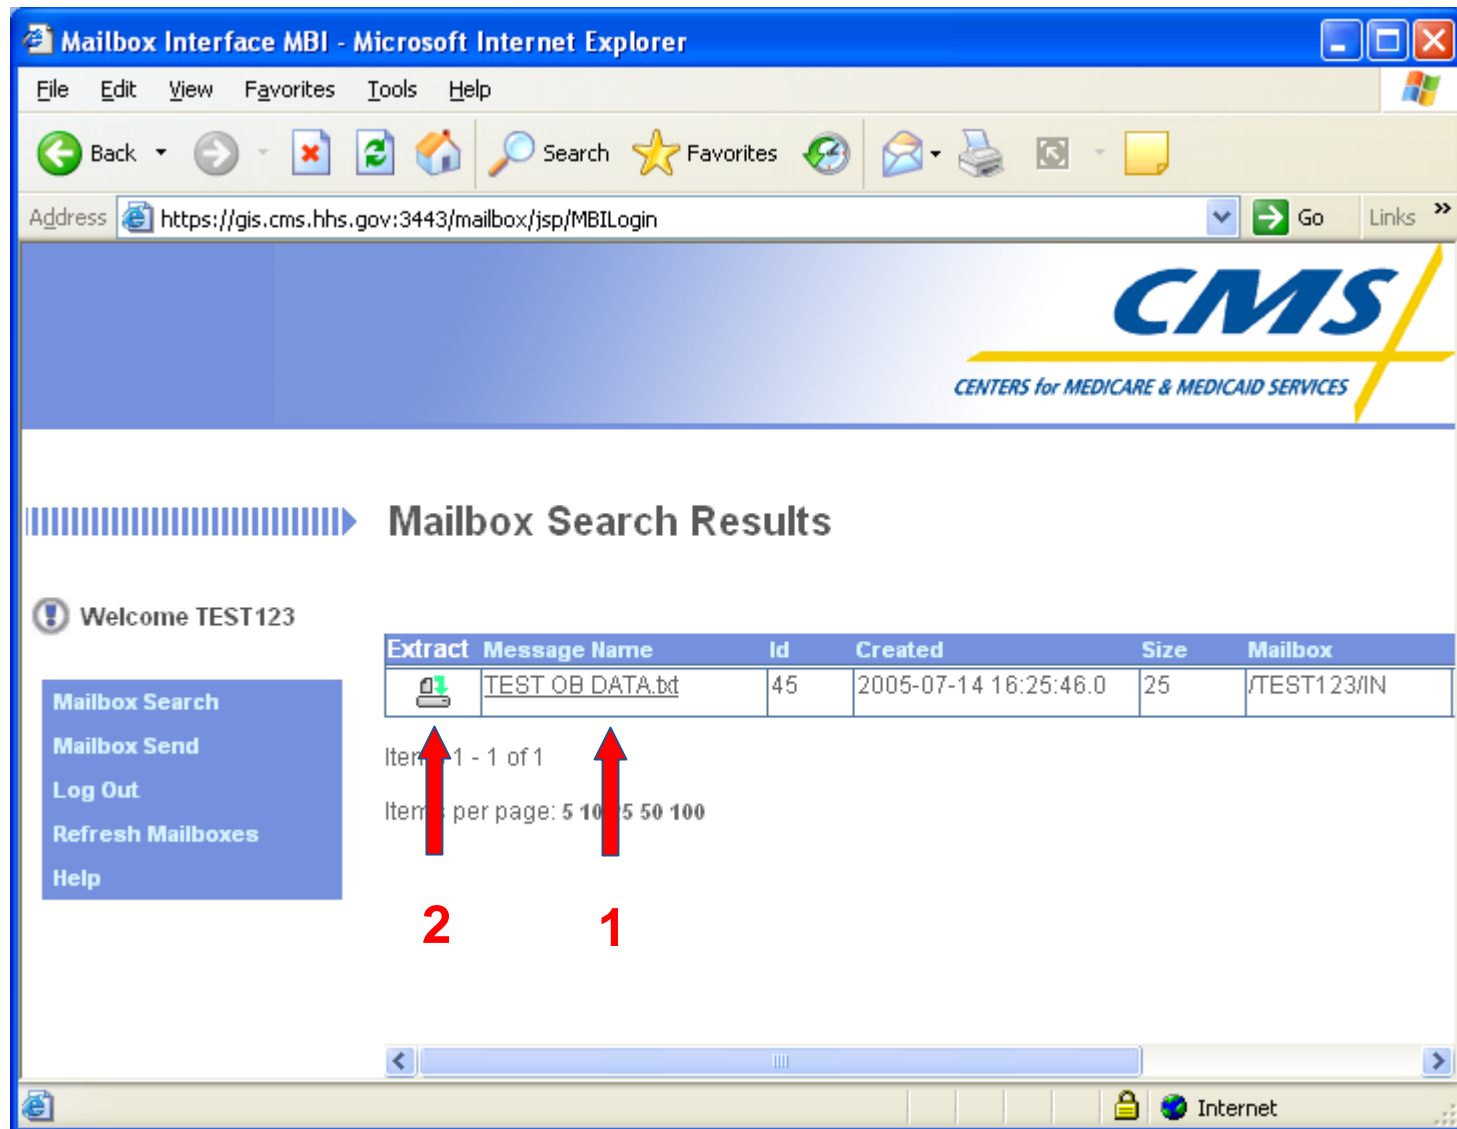 Mailbox Interface MBI - Microsoft Internet Explorer
File Edit View Favorites Tools Help
Back Search Favorites
Address https://gis.cms.hhs.gov:3443/mailbox/jsp/MBILogin Go Links »
CMS
CENTERS for MEDICARE & MEDICAID SERVICES
Mailbox Search Results
Welcome TEST123
Mailbox Search
Mailbox Send
Log Out
Refresh Mailboxes
Help
Extract Message Name Id Created Size Mailbox
TEST OB DATA.txt 45 2005-07-14 16:25:46.0 25 /TEST123/IN
1 - 1 of 1
per page: 5 10 25 50 100
2 1
Internet